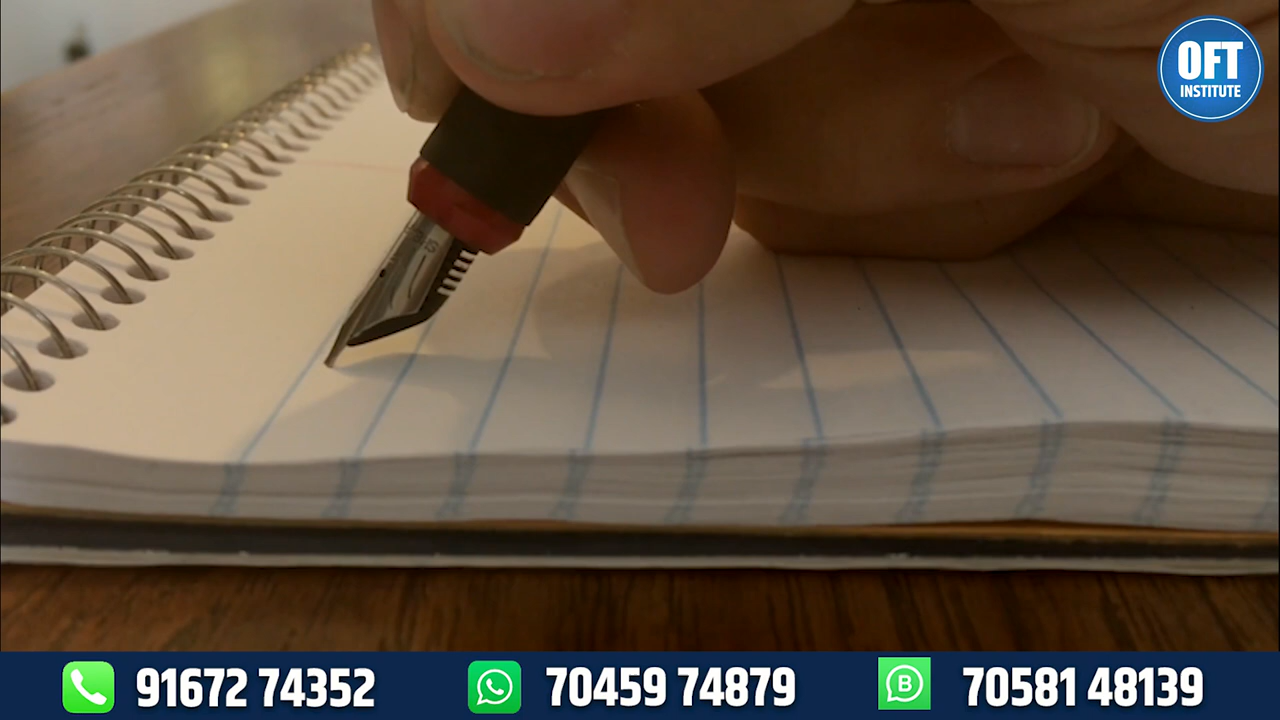 OFT
INSTITUTE
91672 74352
70459 74879
B
70581 48139